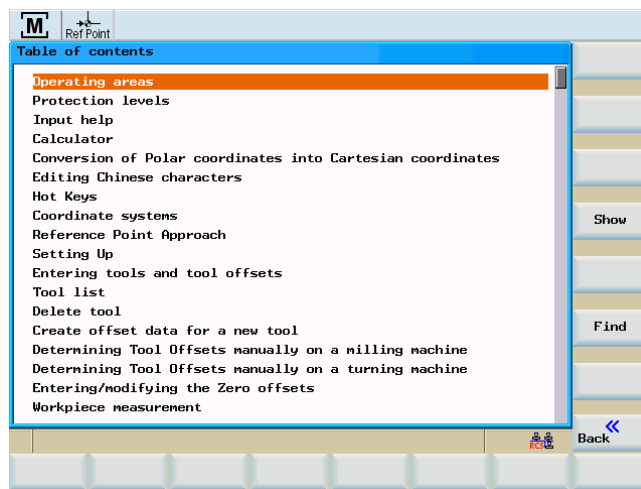 M
Ref Point
Table of contents
Operating areas
Protection levels
Input help
Calculator
Conversion of Polar coordinates into Cartesian coordinates
Editing Chinese characters
Hot Keys
Coordinate systems
Reference Point Approach
Setting Up
Entering tools and tool offsets
Tool list
Delete tool
Create offset data for a new tool
Determining Tool Offsets manually on a milling machine
Determining Tool Offsets manually on a turning machine
Entering/modifying the Zero offsets
Workpiece measurement
Show
Find
RCS
Back